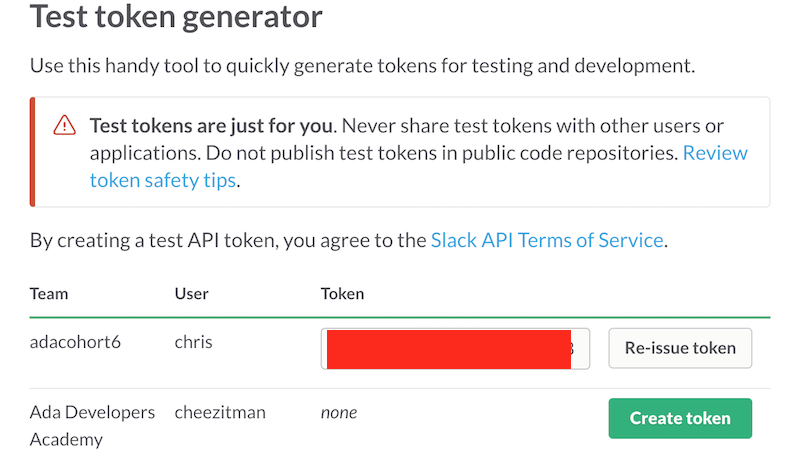 Test token generator
Use this handy tool to quickly generate tokens for testing and development.
Test tokens are just for you. Never share test tokens with other users or
applications. Do not publish test tokens in public code repositories. Review
token safety tips.
By creating a test API token, you agree to the Slack API Terms of Service.
Team User Token
adacohort6 chris Re-issue token
Ada Developers cheezitman none Create token
Academy